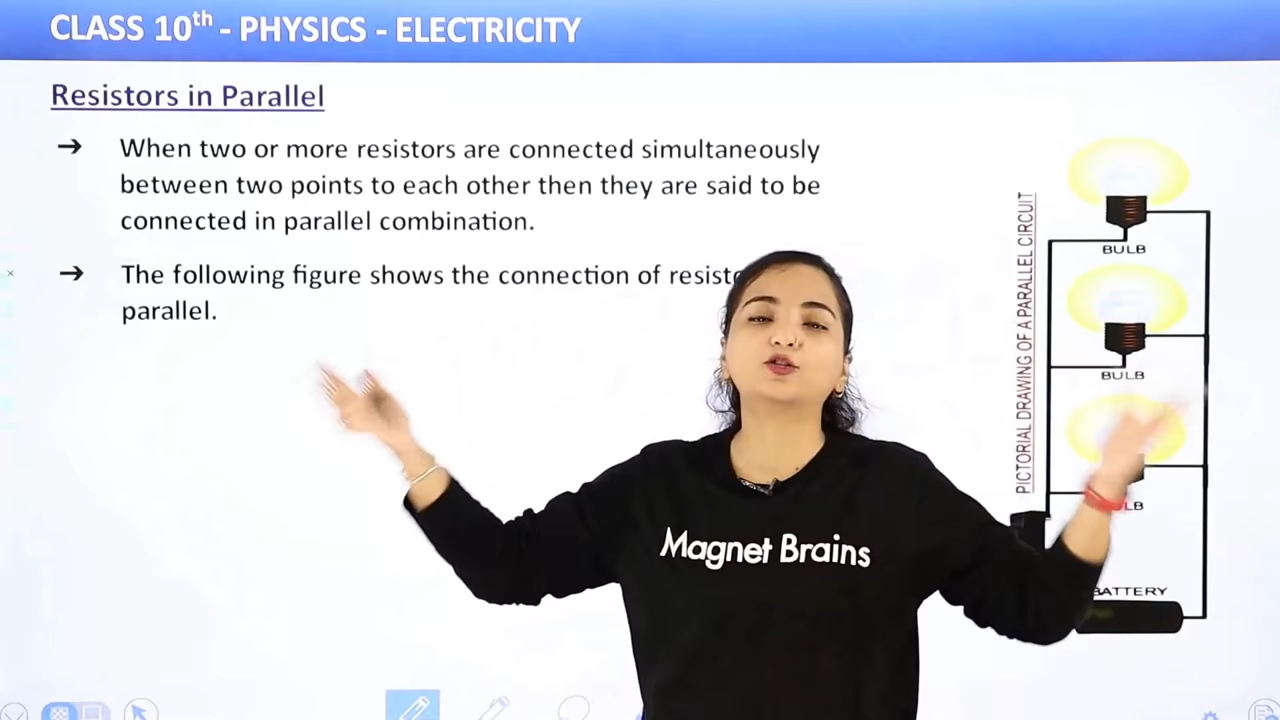 CLASS 10th - PHYSICS - ELECTRICITY
Resistors in Parallel
When two or more resistors are connected simultaneously
between two points to each other then they are said to be
connected in parallel combination.
The following figure shows the connection of
parallel.
PICTORIAL DRAWING OF A PARALLEL CIRCUIT
BULB
BULB
BATTERY
Magnet Brains